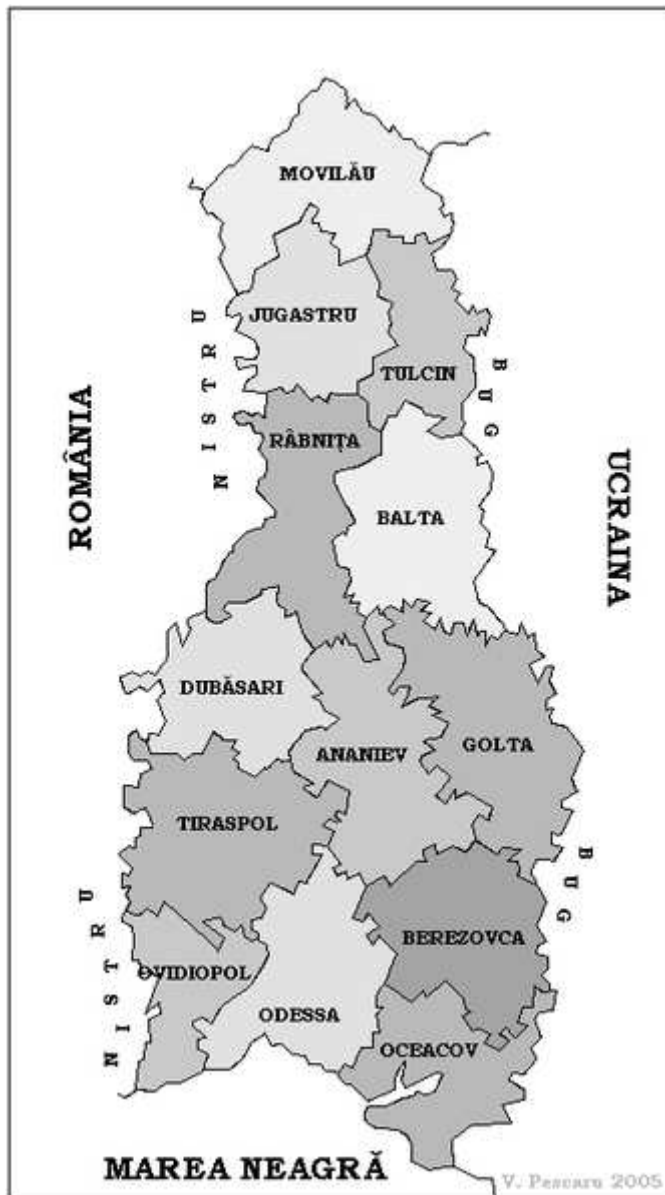 MOVILĂU
JUGASTRU
NISTRU
TULCIN
BUG
RÂBNIȚA
ROMÂNIA
UCRAINA
BALTA
DUBĂSARI
GOLTA
ANANIEV
TIRASPOL
BUG
NISTRU
BEREZOVCA
OVIDIOPOL
ODESSA
OCEACOV
MAREA NEAGRĂ
V. Pescaru 2005